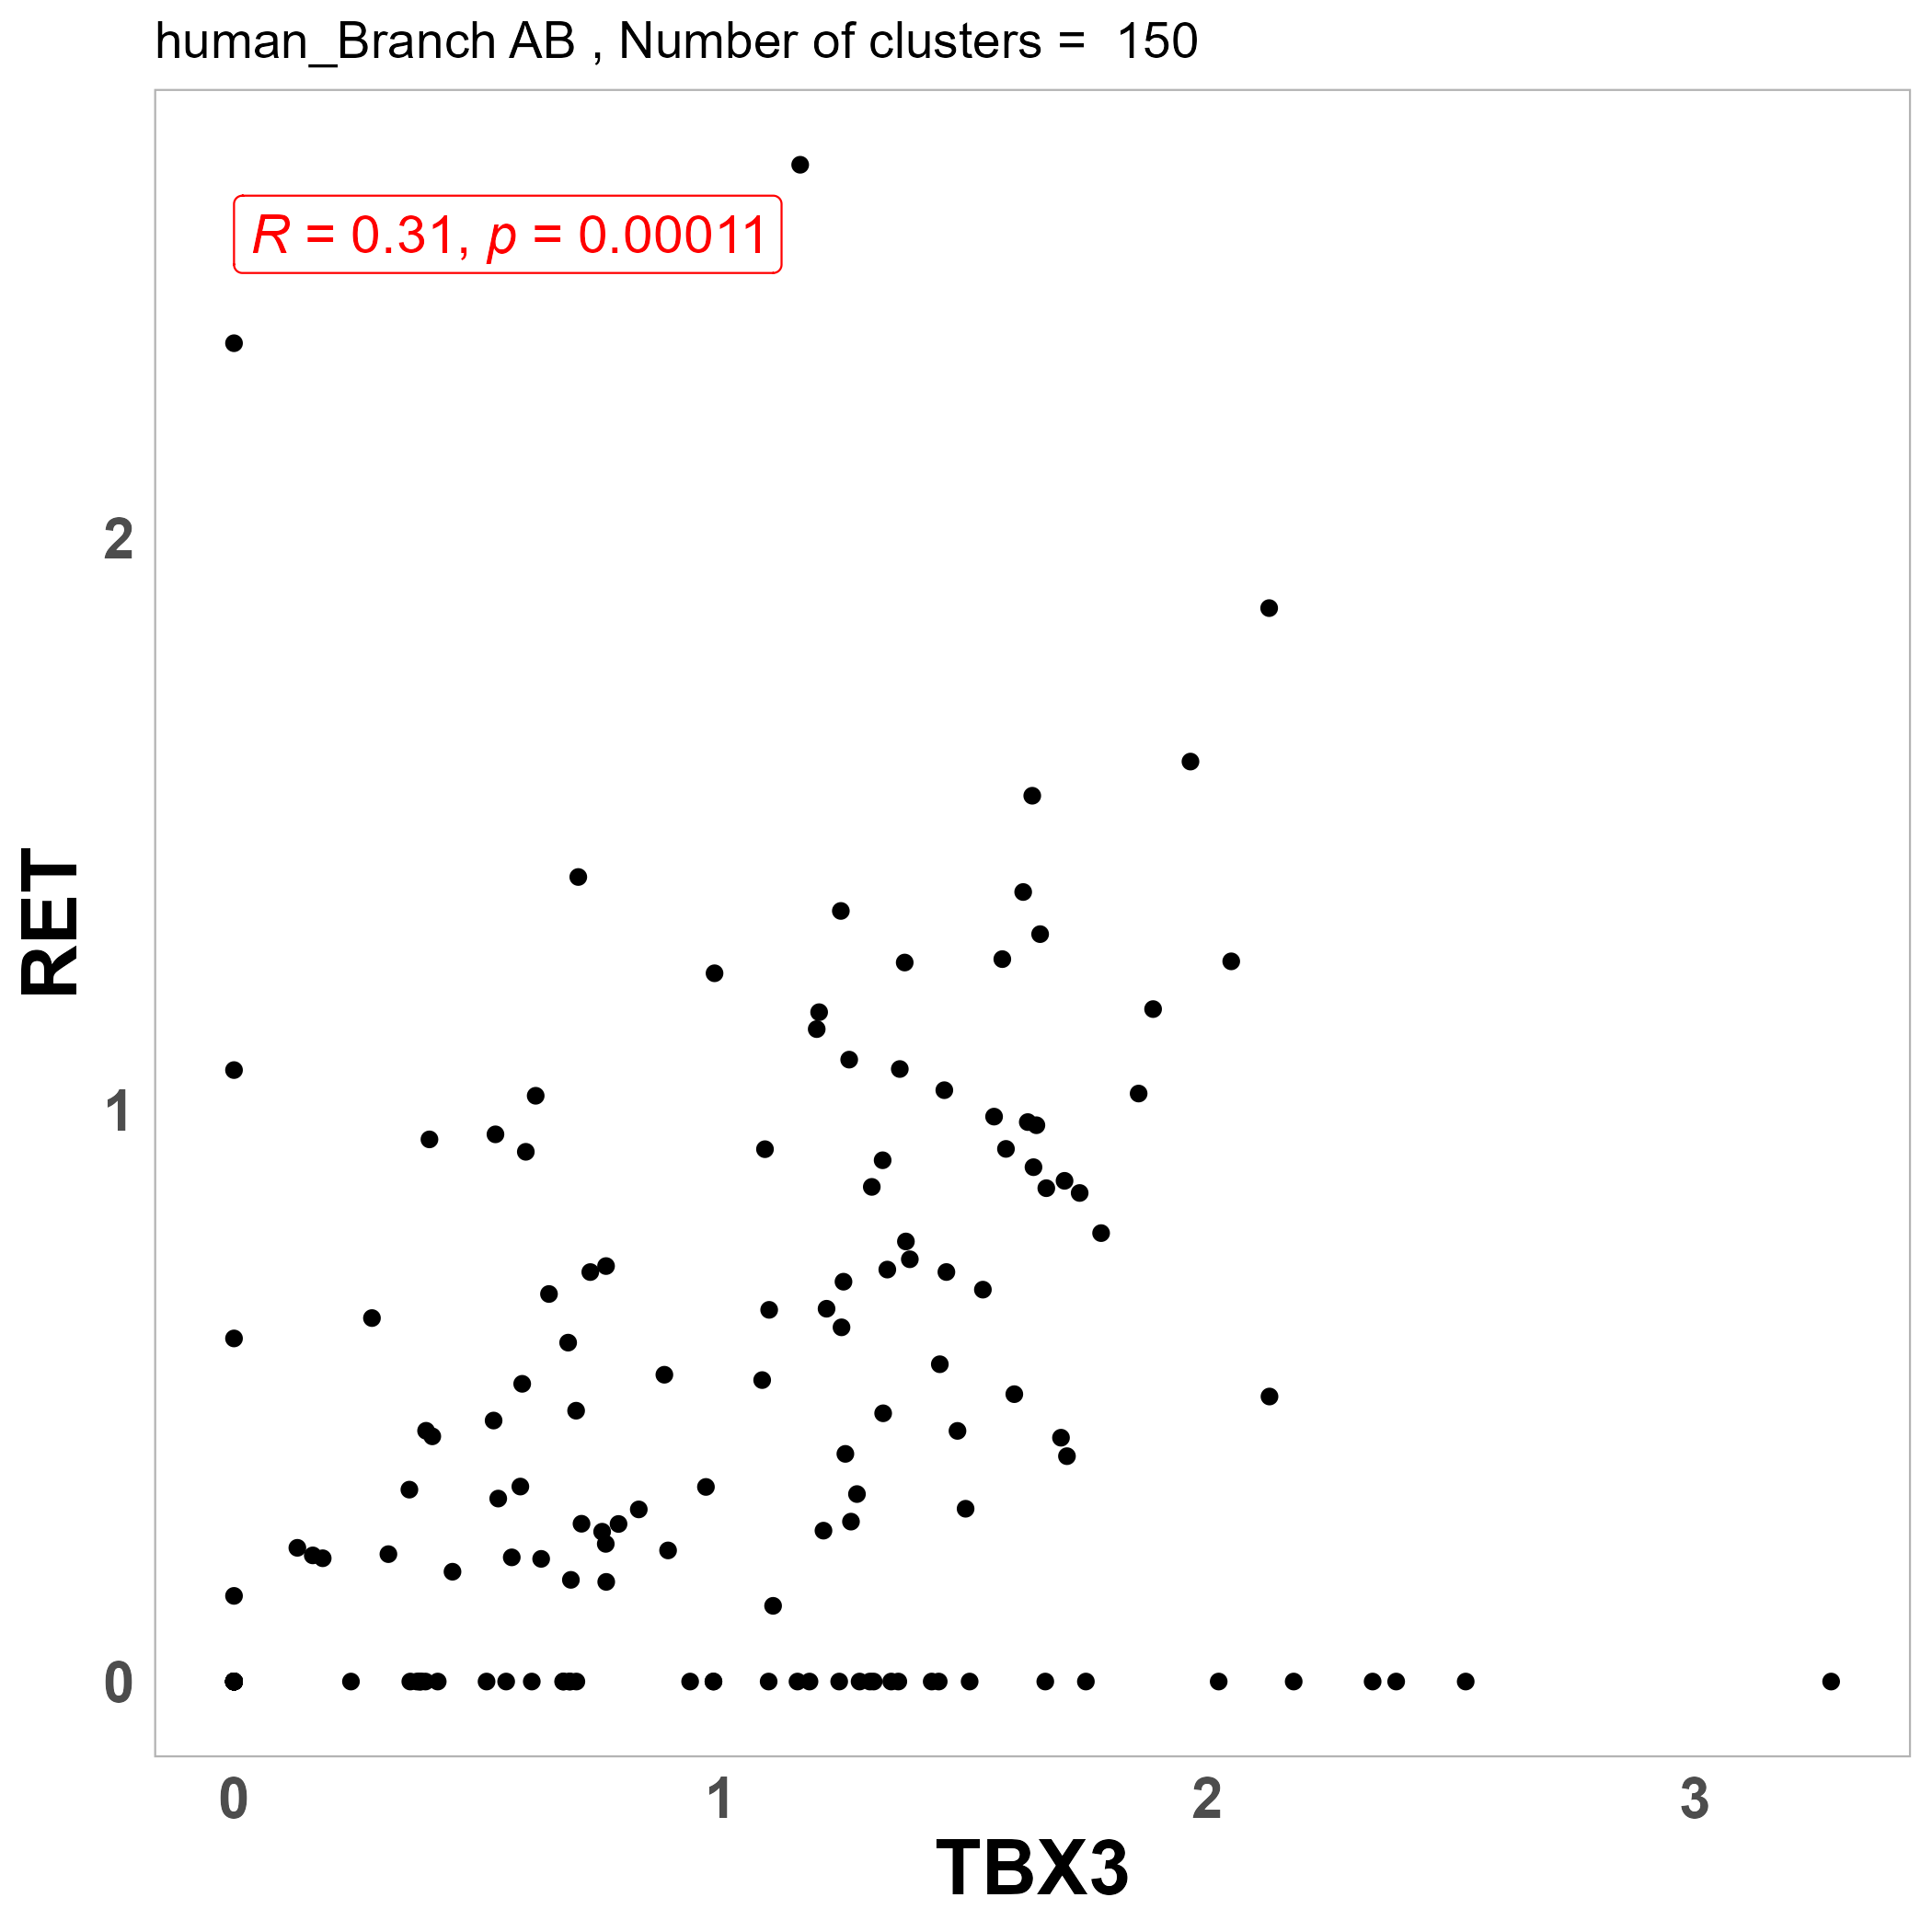 human_Branch AB , Number of clusters =  150
R = 0.31, p = 0.00011
2
1
0
RET
0 1 2 3
TBX3